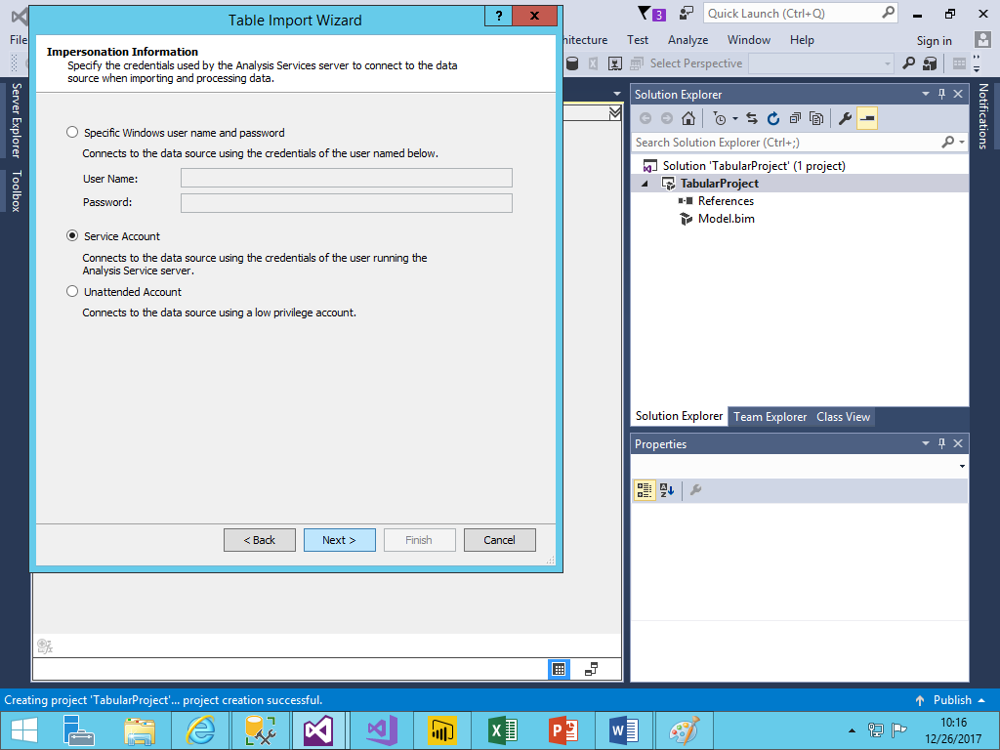 Table Import Wizard
?
x
3
Quick Launch (Ctrl+Q)
File
hitecture
Test
Analyze
Window
Help
Sign in
Select Perspective
Impersonation Information
Specify the credentials used by the Analysis Services server to connect to the data
source when importing and processing data.
Specific Windows user name and password
Connects to the data source using the credentials of the user named below.
User Name:
Password:
Service Account
Connects to the data source using the credentials of the user running the
Analysis Service server.
Unattended Account
Connects to the data source using a low privilege account.
< Back
Next >
Finish
Cancel
Server Explorer
Toolbox
Solution Explorer
Search Solution Explorer (Ctrl+;)
Solution 'TabularProject' (1 project)
TabularProject
References
Model.bim
Solution Explorer
Team Explorer
Class View
Properties
Notifications
Creating project 'TabularProject'... project creation successful.
Publish
10:16
12/26/2017